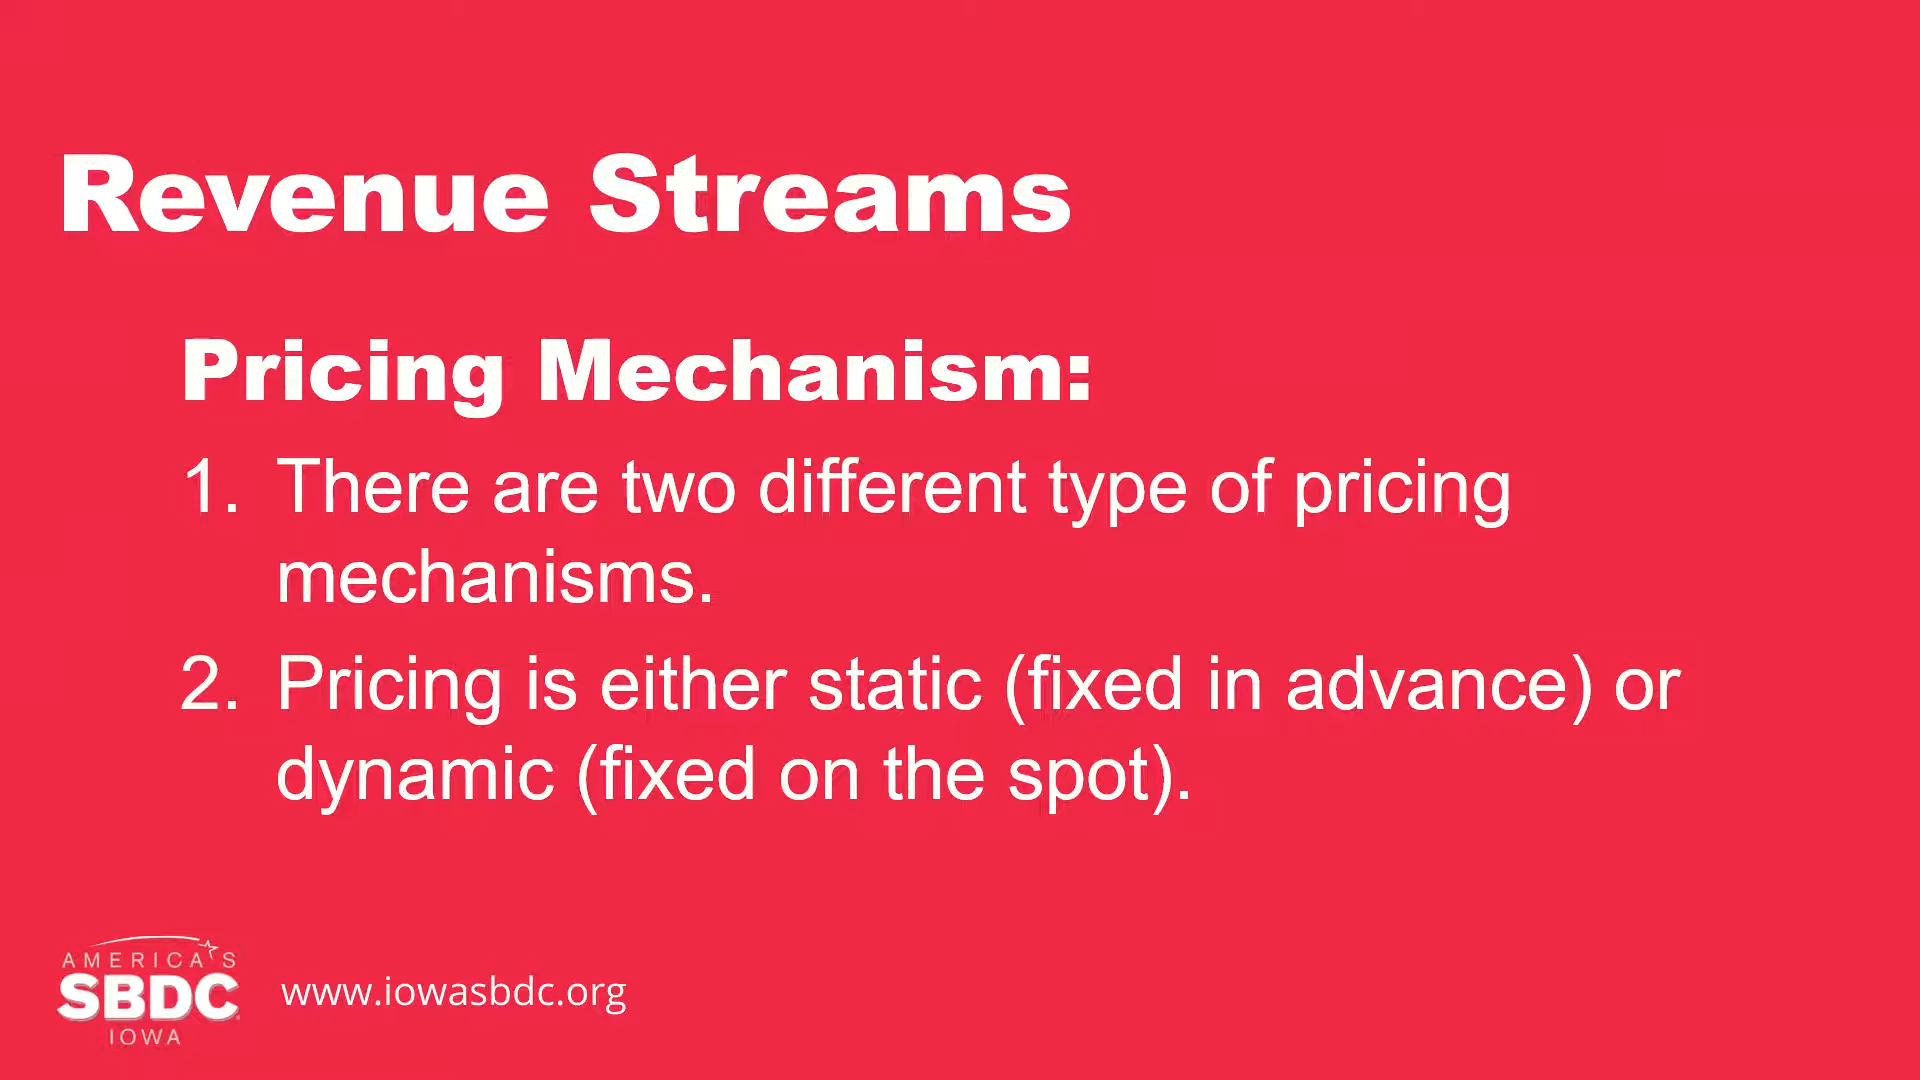 Revenue Streams
Pricing Mechanism:
1. There are two different type of pricing
mechanisms.
2. Pricing is either static (fixed in advance) or
dynamic (fixed on the spot).
AMERICA'S
SBDC
IOWA
www.iowasbdc.org